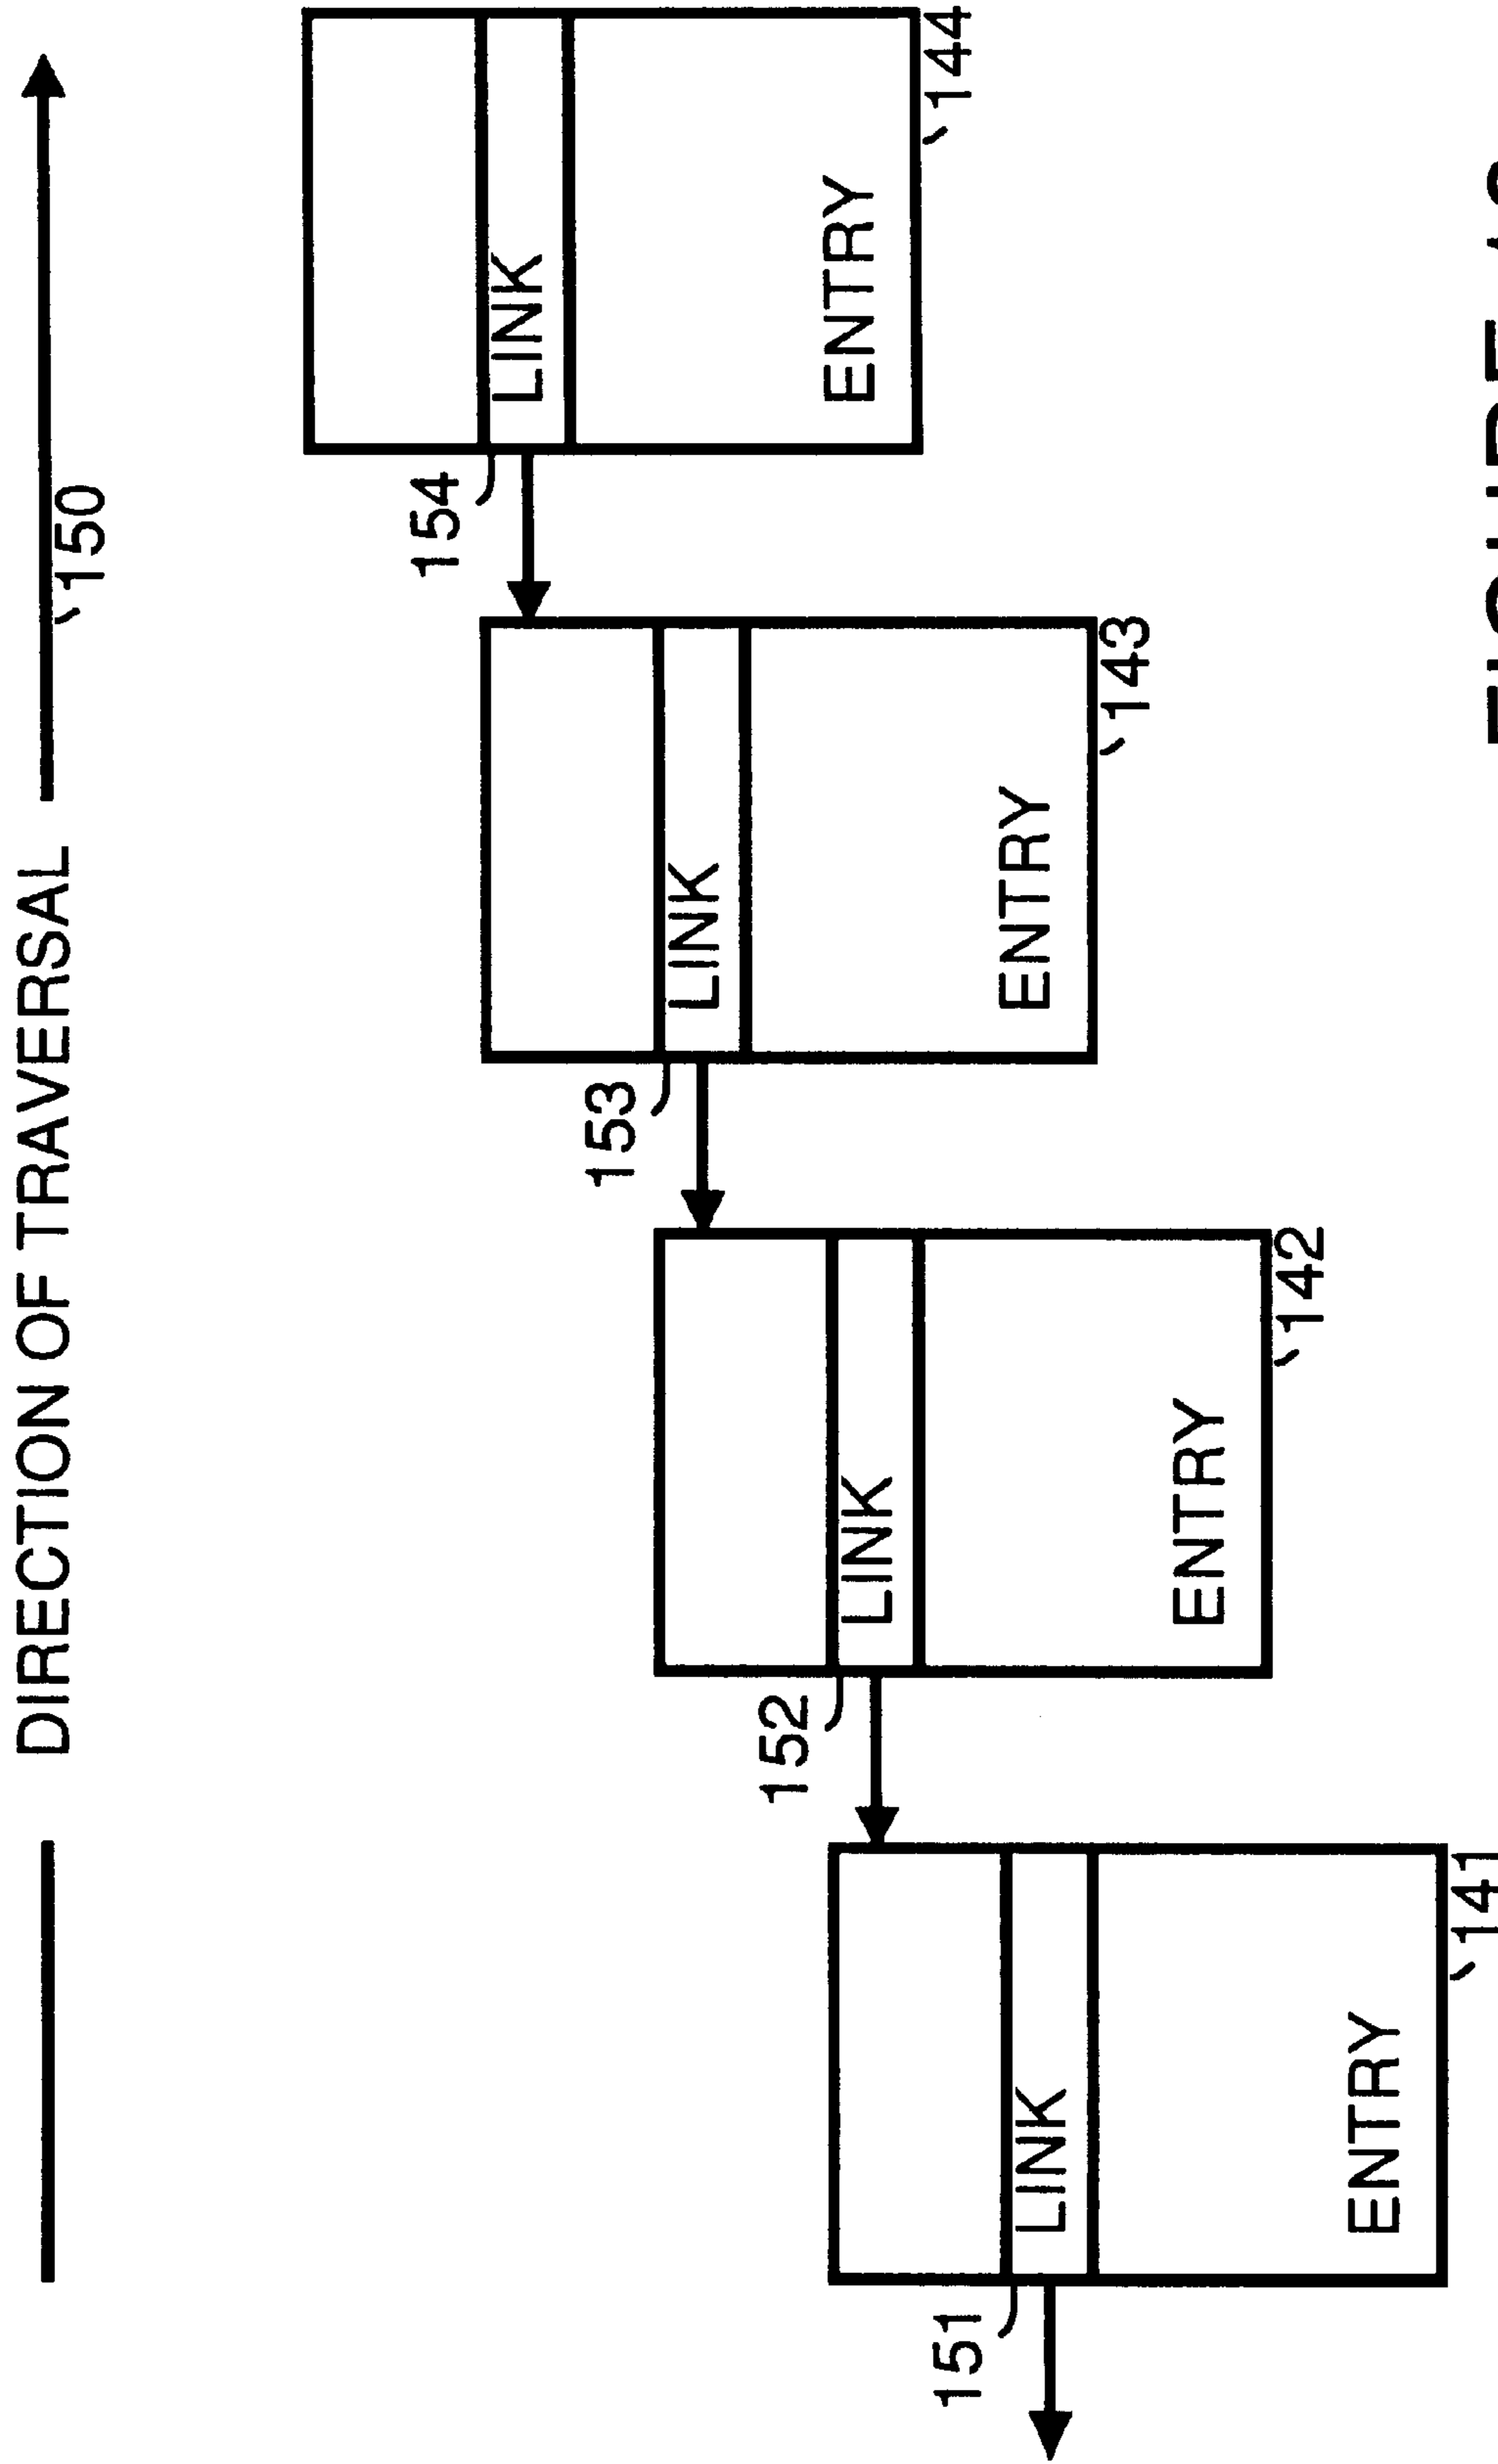 DIRECTION OF TRAVERSAL
150
151
LINK
ENTRY
141
152
LINK
ENTRY
142
153
LINK
ENTRY
143
154
LINK
ENTRY
144